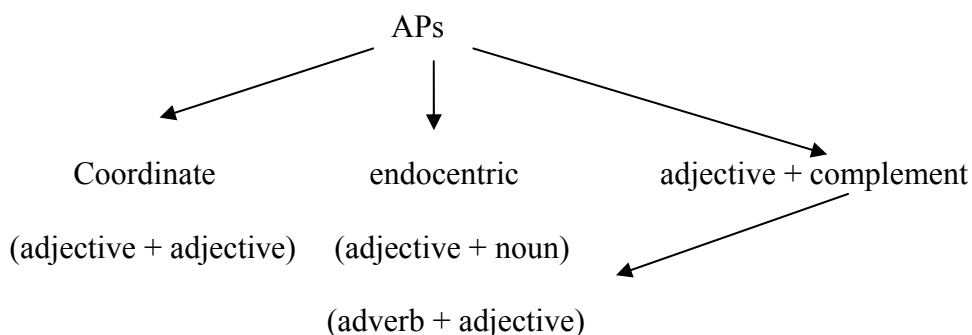 APs
Coordinate endocentric adjective + complement
(adjective + adjective) (adjective + noun)
(adverb + adjective)